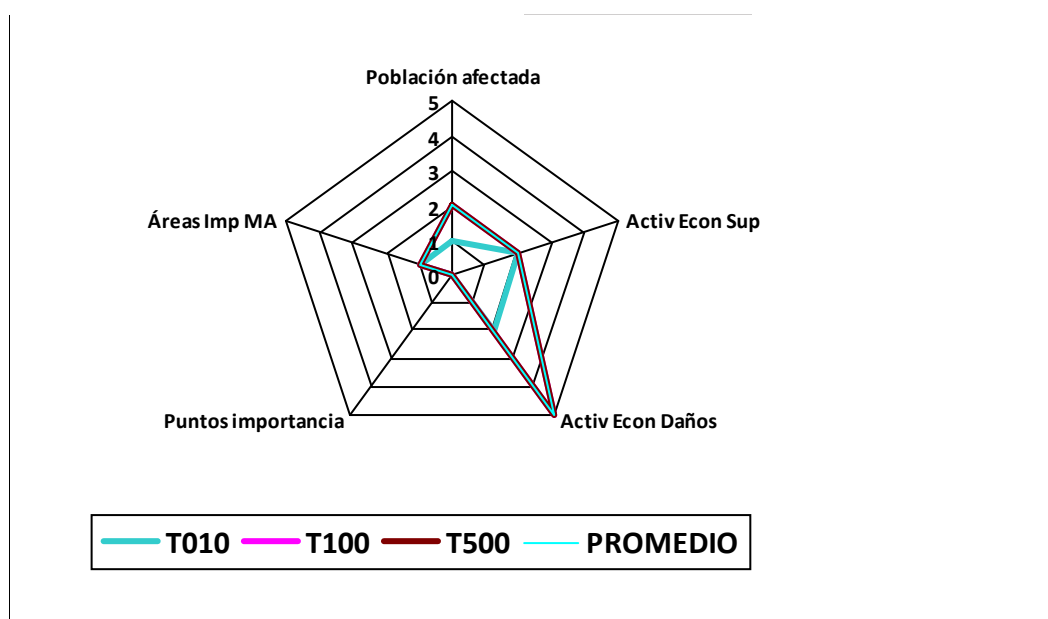 Población afectada
5
4
3
2
1
0
Áreas Imp MA
Activ Econ Sup
Puntos importancia
Activ Econ Daños
T010 T100 T500 PROMEDIO